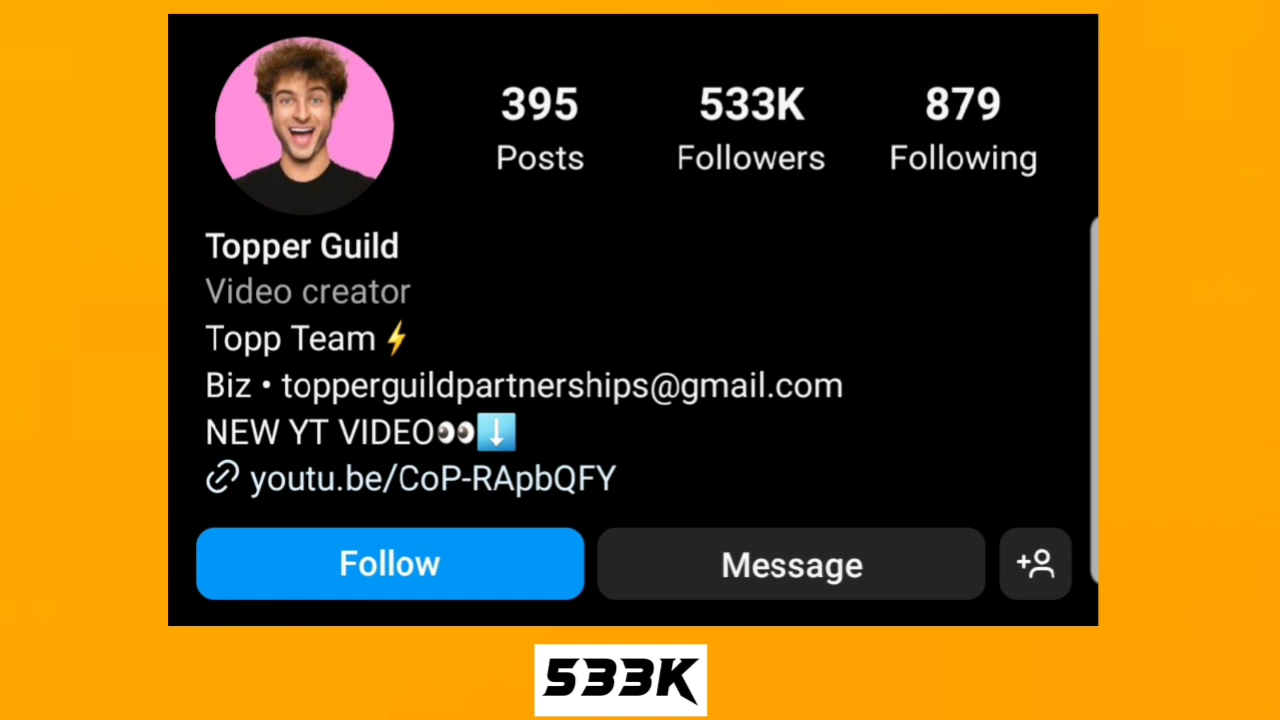 395 533K 879
Posts Followers Following
Topper Guild
Video creator
Topp Team ⚡
Biz • topperguildpartnerships@gmail.com
NEW YT VIDEO👀⬇️
youtu.be/CoP-RApbQFY
Follow Message
533K